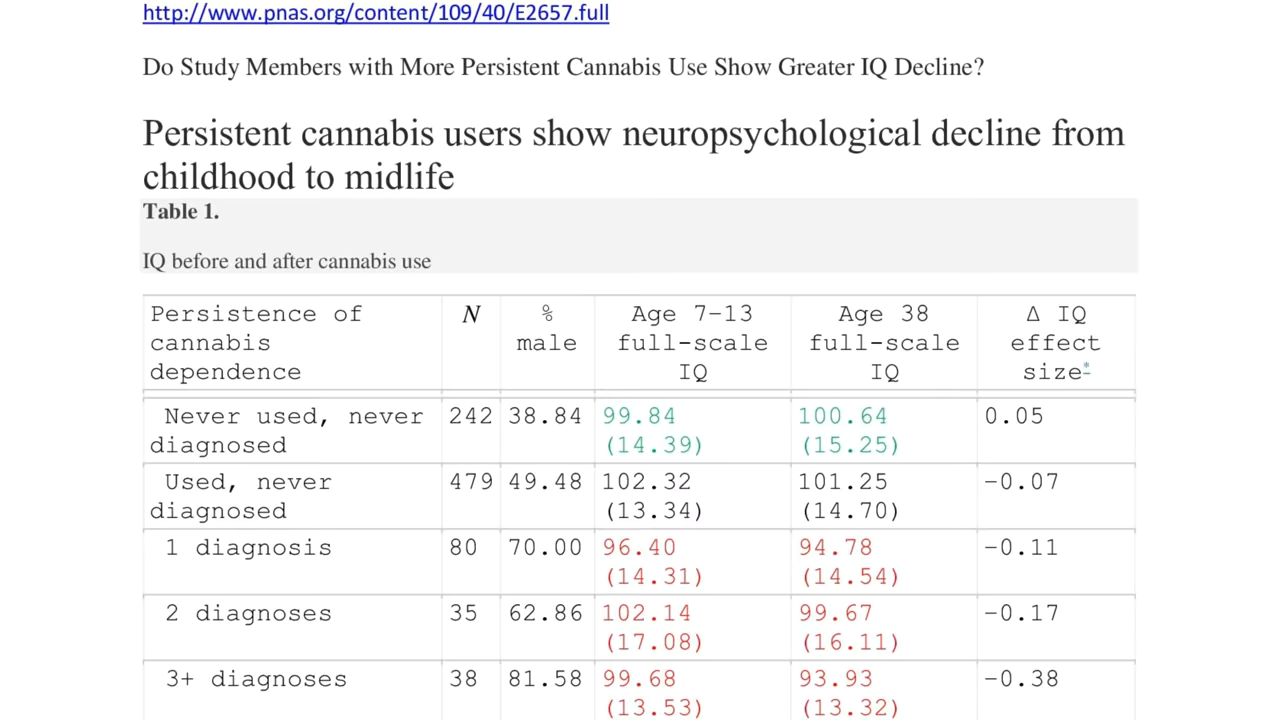 http://www.pnas.org/content/109/40/E2657.full
Do Study Members with More Persistent Cannabis Use Show Greater IQ Decline?
Persistent cannabis users show neuropsychological decline from
childhood to midlife
Table 1.
IQ before and after cannabis use
Persistence of cannabis dependence N % male Age 7–13 full-scale IQ Age 38 full-scale IQ Δ IQ effect size*
Never used, never diagnosed 242 38.84 99.84 (14.39) 100.64 (15.25) 0.05
Used, never diagnosed 479 49.48 102.32 (13.34) 101.25 (14.70) −0.07
1 diagnosis 80 70.00 96.40 (14.31) 94.78 (14.54) −0.11
2 diagnoses 35 62.86 102.14 (17.08) 99.67 (16.11) −0.17
3+ diagnoses 38 81.58 99.68 (13.53) 93.93 (13.32) −0.38